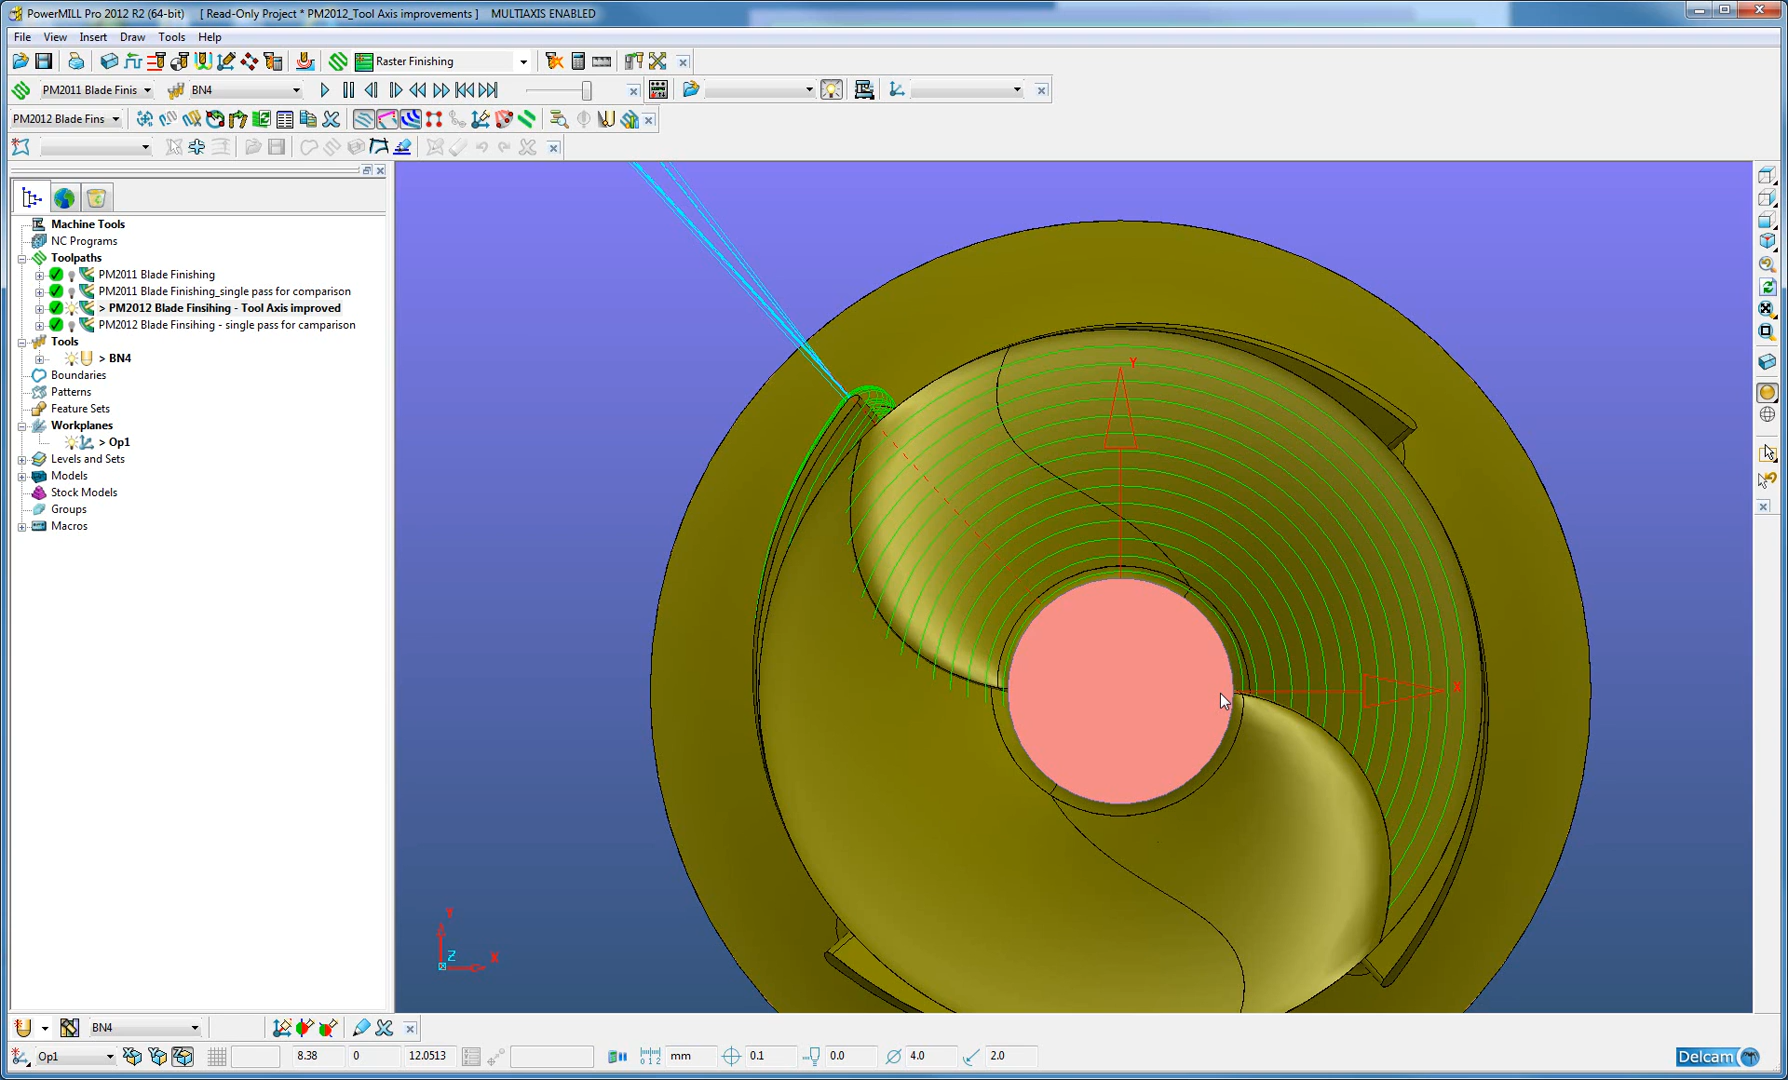 PowerMILL Pro 2012 R2 (64-bit)    [ Read-Only Project * PM2012_Tool Axis improvements ]    MULTIAXIS ENABLED
File View Insert Draw Tools Help
Raster Finishing
PM2011 Blade Finis BN4
PM2012 Blade Fins
Machine Tools
NC Programs
Toolpaths
PM2011 Blade Finishing
PM2011 Blade Finishing_single pass for comparison
> PM2012 Blade Finsihing - Tool Axis improved
PM2012 Blade Finsihing - single pass for camparison
Tools
> BN4
Boundaries
Patterns
Feature Sets
Workplanes
> Op1
Levels and Sets
Models
Stock Models
Groups
Macros
Y
X
Y
Z
X
BN4
Op1 8.38 0 12.0513 mm 0.1 0.0 4.0 2.0 Delcam